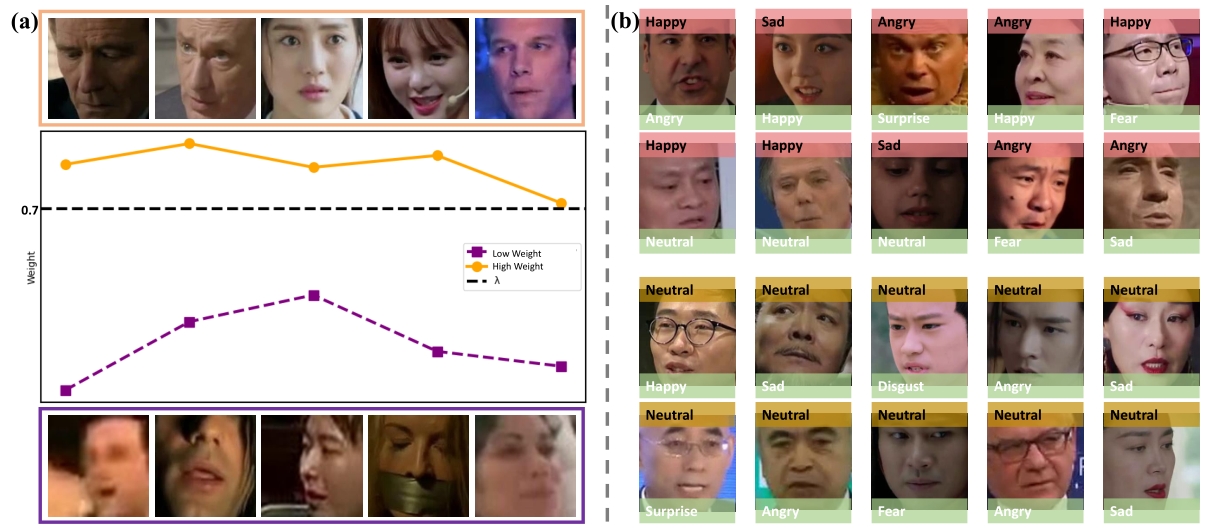 (a)
0.7
Weight
Low Weight
High Weight
λ
(b)
Happy Sad Angry Angry Happy
Angry Happy Surprise Happy Fear
Happy Happy Sad Angry Angry
Neutral Neutral Neutral Fear Sad
Neutral Neutral Neutral Neutral Neutral
Happy Sad Disgust Angry Sad
Neutral Neutral Neutral Neutral Neutral
Surprise Angry Fear Angry Sad